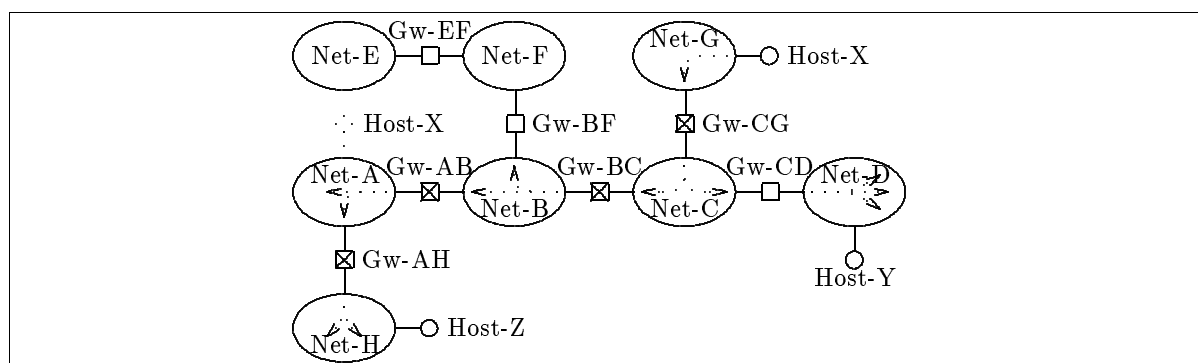 Gw-EF
Net-E
Net-F
Net-G
Host-X
Host-X
Gw-BF
Gw-CG
Net-A
Gw-AB
Gw-BC
Gw-CD
Net-D
Net-B
Net-C
Gw-AH
Host-Y
Host-Z
Net-H